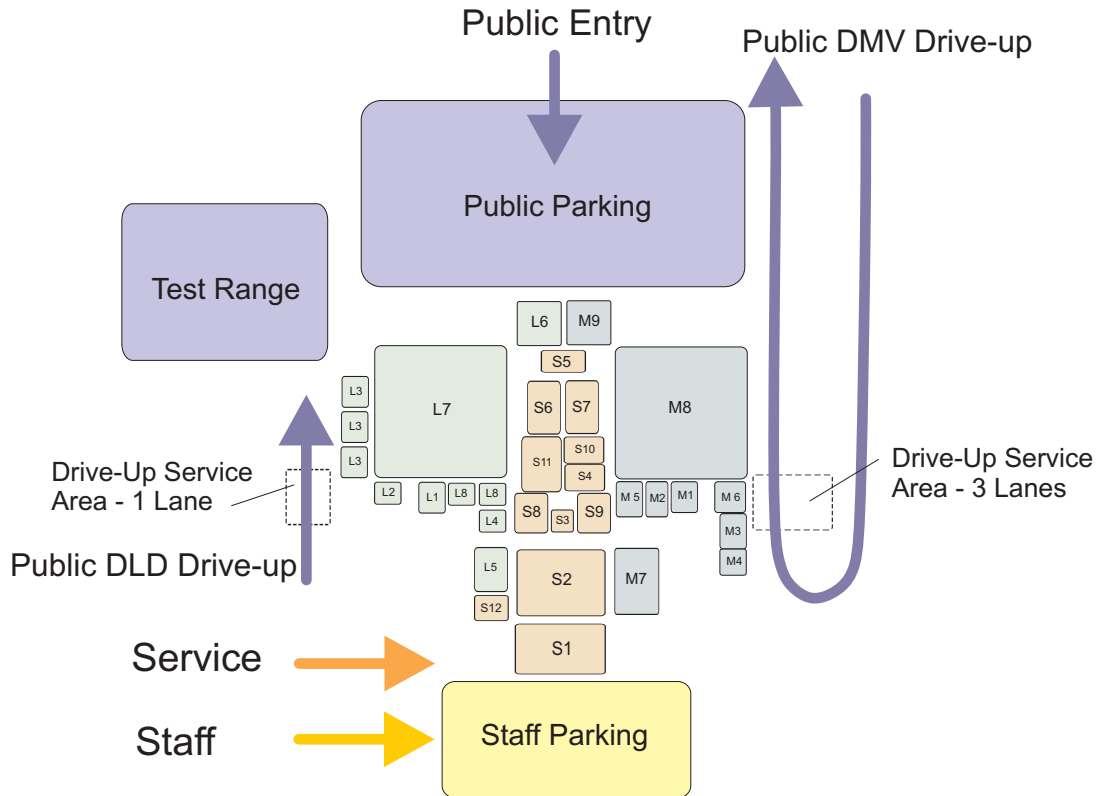 Public Entry
Public DMV Drive-up
Public Parking
Test Range
L6
M9
S5
L3
L7
S6
S7
M8
L3
S10
S11
L3
S4
Drive-Up Service
Area - 1 Lane
Drive-Up Service
Area - 3 Lanes
L2
L1
L8
L8
M 5
M2
M1
M 6
L4
S8
S3
S9
M3
M4
Public DLD Drive-up
L5
S2
M7
S12
S1
Service
Staff
Staff Parking